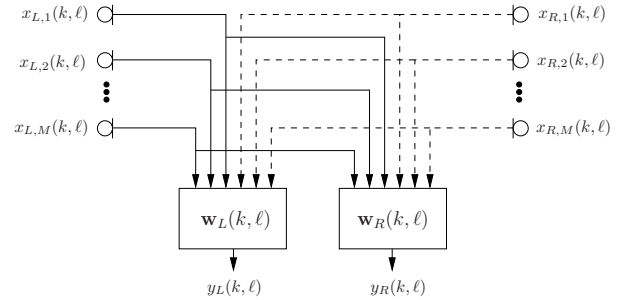 x_{L,1}(k, ℓ)
x_{R,1}(k, ℓ)
x_{L,2}(k, ℓ)
x_{R,2}(k, ℓ)
x_{L,M}(k, ℓ)
x_{R,M}(k, ℓ)
w_L(k, ℓ)
w_R(k, ℓ)
y_L(k, ℓ)
y_R(k, ℓ)